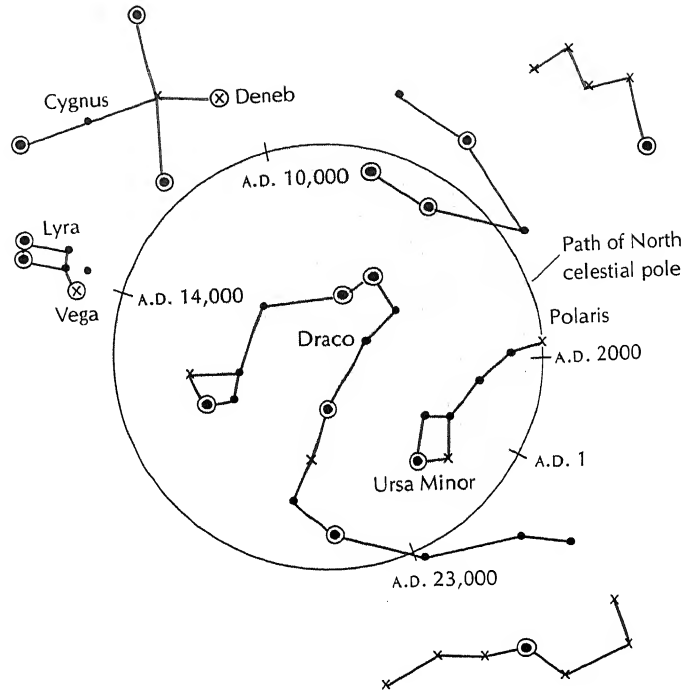 Cygnus
Deneb
A.D. 10,000
Lyra
Path of North
celestial pole
A.D. 14,000
Vega
Polaris
Draco
A.D. 2000
A.D. 1
Ursa Minor
A.D. 23,000